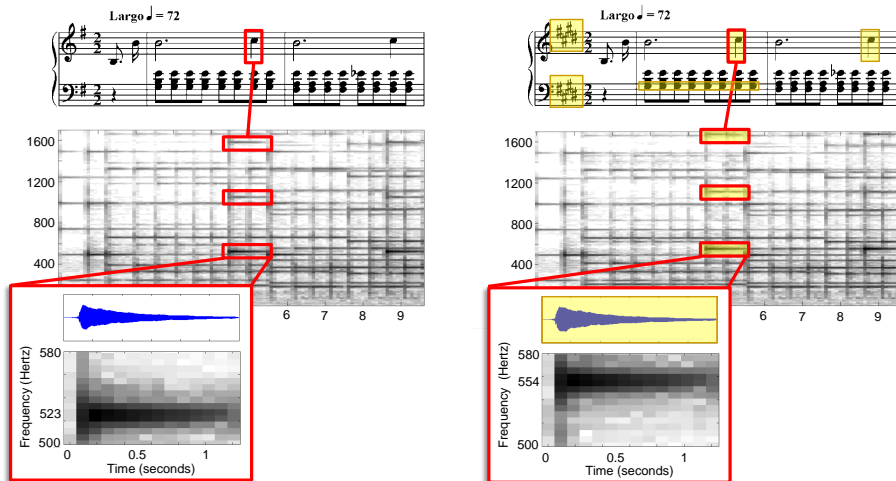 Largo ♩ = 72
2
2
2
2
1600
1200
800
400
6 7 8 9
580
523
500
Frequency (Hertz)
0 0.5 1
Time (seconds)
Largo ♩ = 72
2
2
2
2
1600
1200
800
400
6 7 8 9
580
554
500
Frequency (Hertz)
0 0.5 1
Time (seconds)